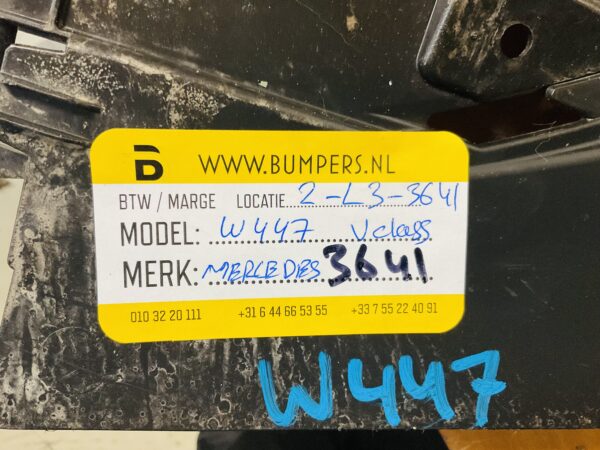 B WWW.BUMPERS.NL
BTW / MARGE LOCATIE 2-L3-3641
MODEL: W447 Vclass
MERK: MERCEDES 3641
010 32 20 111 +31 6 44 66 53 55 +33 7 55 22 40 91
W447